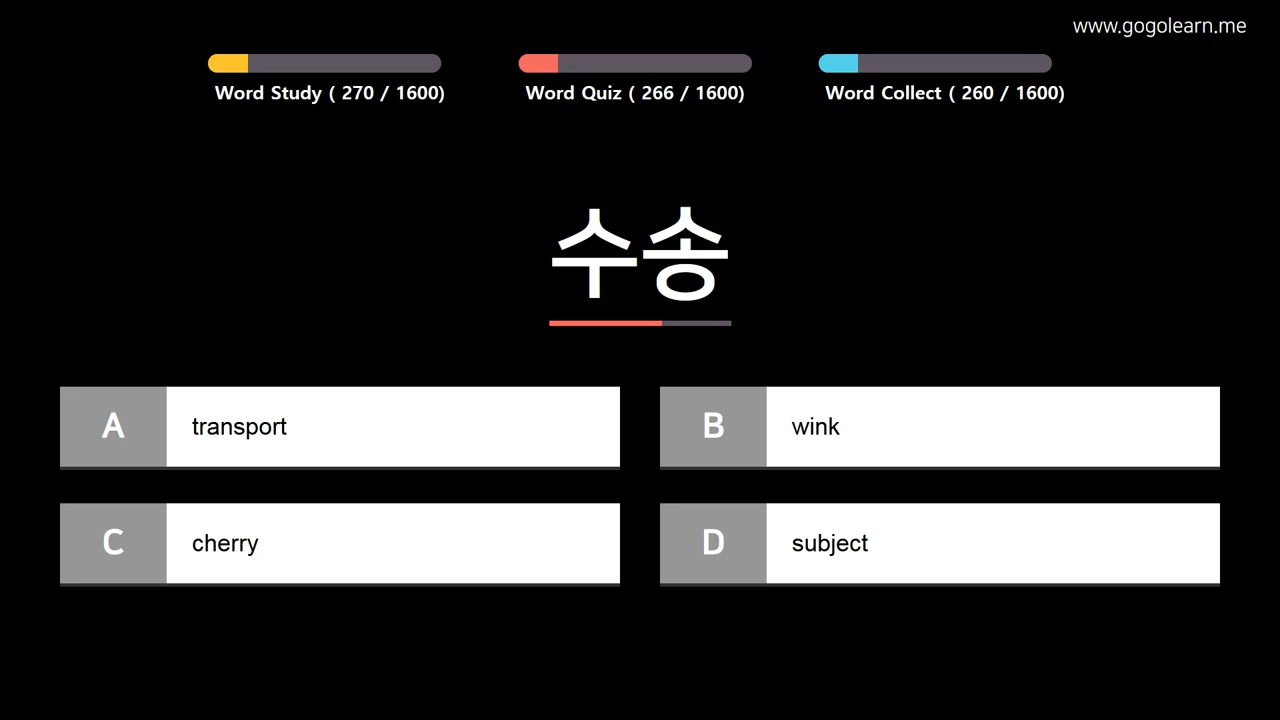 www.gogolearn.me
Word Study ( 270 / 1600)
Word Quiz ( 266 / 1600)
Word Collect ( 260 / 1600)
수송
A
transport
B
wink
C
cherry
D
subject